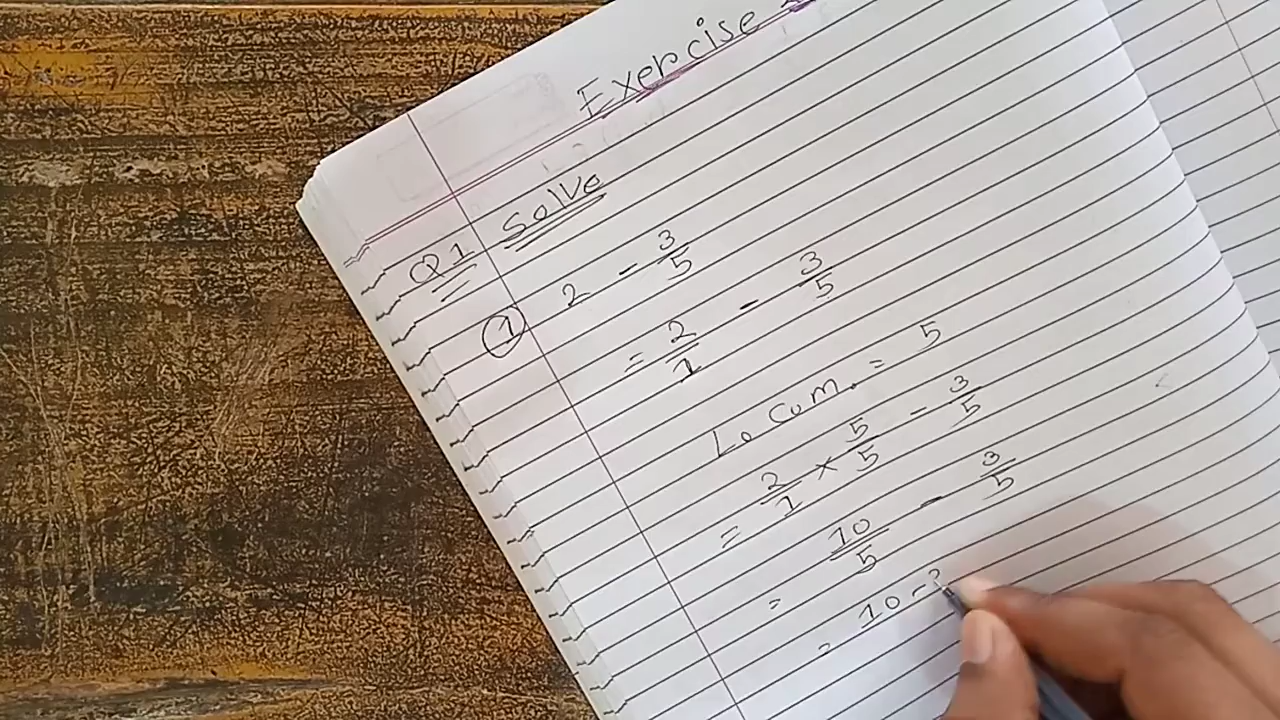 Exercise
Q1 Solve
① 2 - 3/5
= 2/1 - 3/5
L.C.M. = 5
= 2/1 × 5/5 - 3/5
= 10/5 - 3/5
= 10 - 3